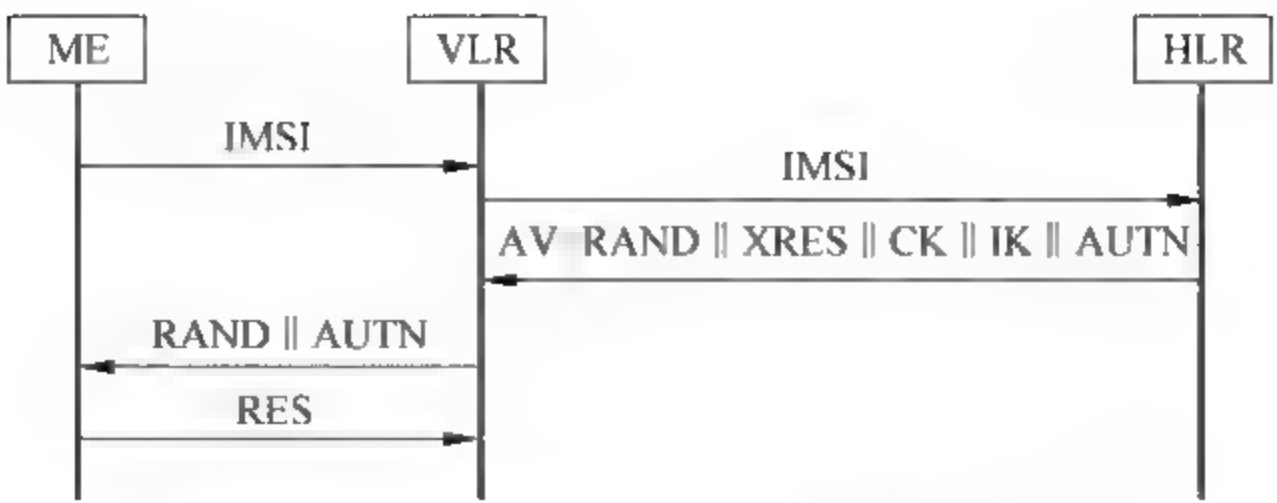 ME VLR HLR
IMSI
IMSI
AV RAND || XRES || CK || IK || AUTN
RAND || AUTN
RES